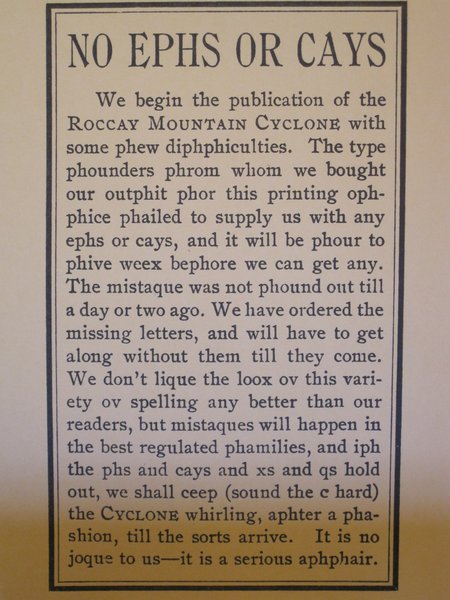 NO EPHS OR CAYS
We begin the publication of the
ROCCAY MOUNTAIN CYCLONE with
some phew diphphiculties. The type
phounders phrom whom we bought
our outphit phor this printing oph-
phice phailed to supply us with any
ephs or cays, and it will be phour to
phive weex bephore we can get any.
The mistaque was not phound out till
a day or two ago. We have ordered the
missing letters, and will have to get
along without them till they come.
We don't lique the loox ov this vari-
ety ov spelling any better than our
readers, but mistaques will happen in
the best regulated phamilies, and iph
the phs and cays and xs and qs hold
out, we shall ceep (sound the c hard)
the CYCLONE whirling, aphter a pha-
shion, till the sorts arrive. It is no
joque to us—it is a serious aphphair.